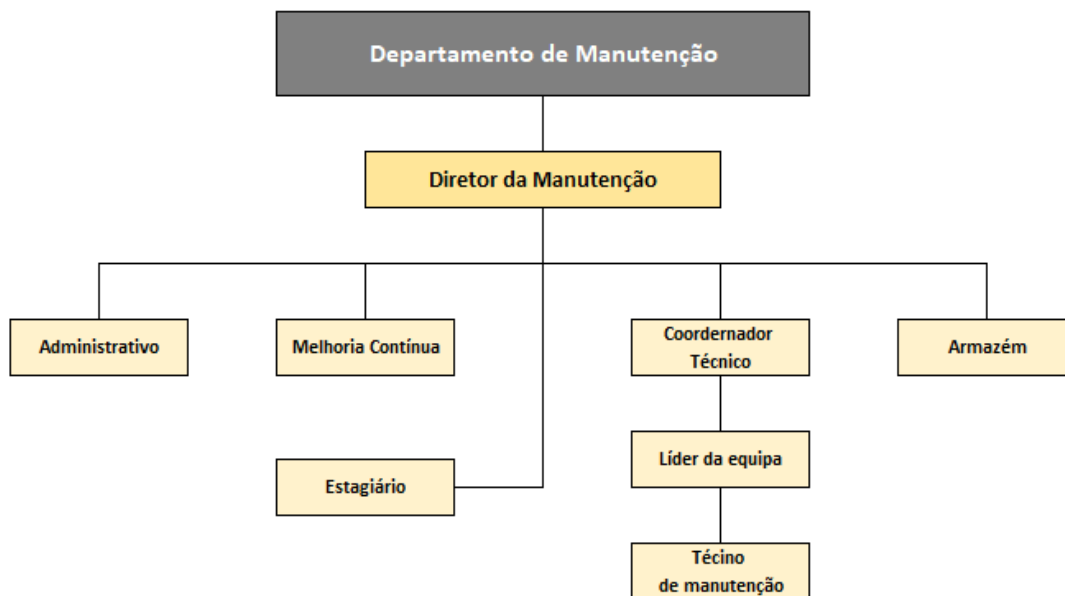 Departamento de Manutenção
Diretor da Manutenção
Administrativo
Melhoria Contínua
Coordernador
Técnico
Armazém
Líder da equipa
Estagiário
Técino
de manutenção